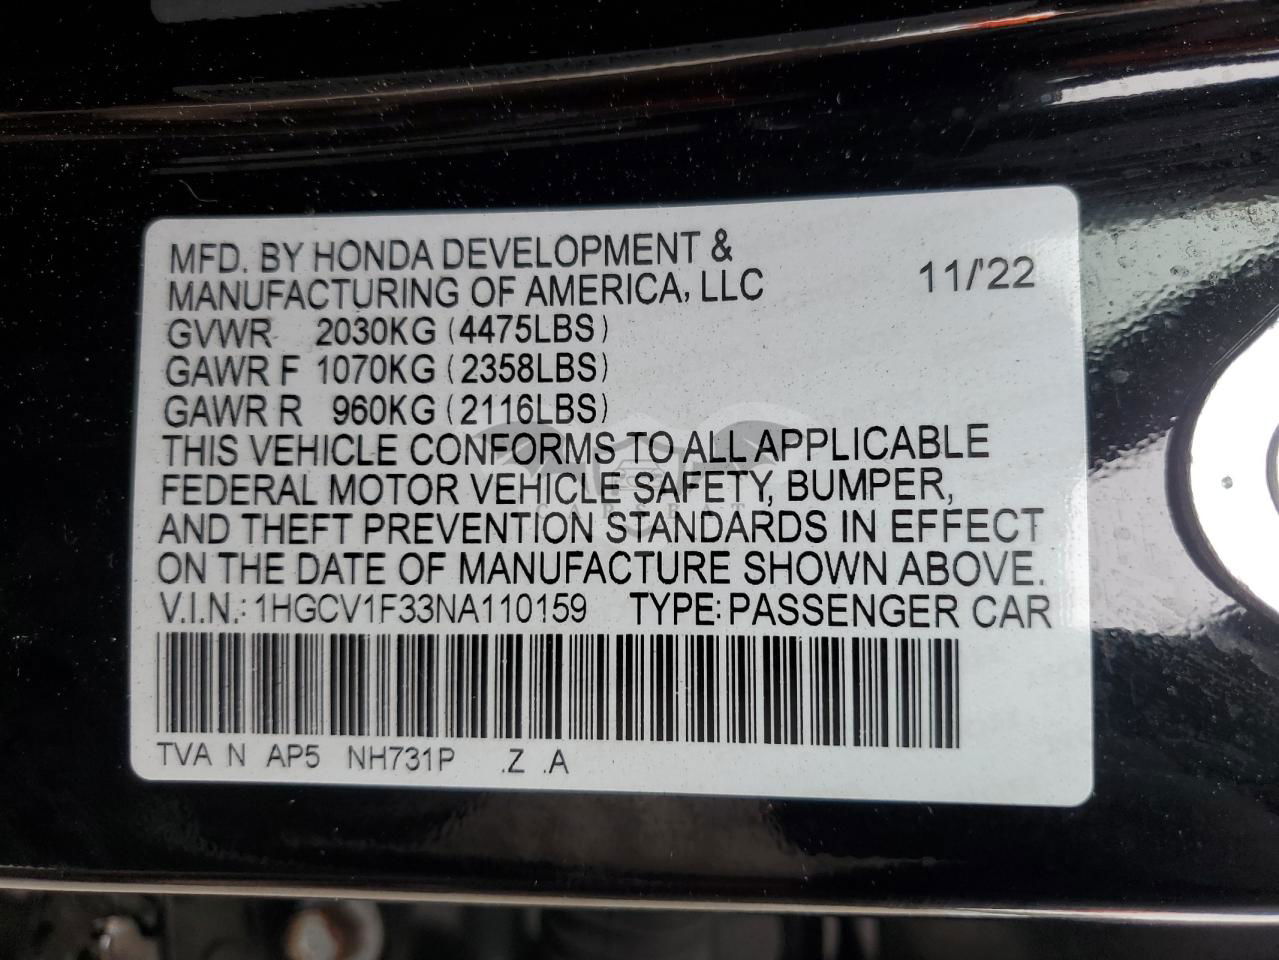 MFD. BY HONDA DEVELOPMENT &
MANUFACTURING OF AMERICA, LLC 11/'22
GVWR 2030KG (4475LBS)
GAWR F 1070KG (2358LBS)
GAWR R 960KG (2116LBS)
THIS VEHICLE CONFORMS TO ALL APPLICABLE
FEDERAL MOTOR VEHICLE SAFETY, BUMPER,
CARSBAT
AND THEFT PREVENTION STANDARDS IN EFFECT
ON THE DATE OF MANUFACTURE SHOWN ABOVE.
V.I.N.: 1HGCV1F33NA110159 TYPE: PASSENGER CAR
TVA N AP5 NH731P .Z .A